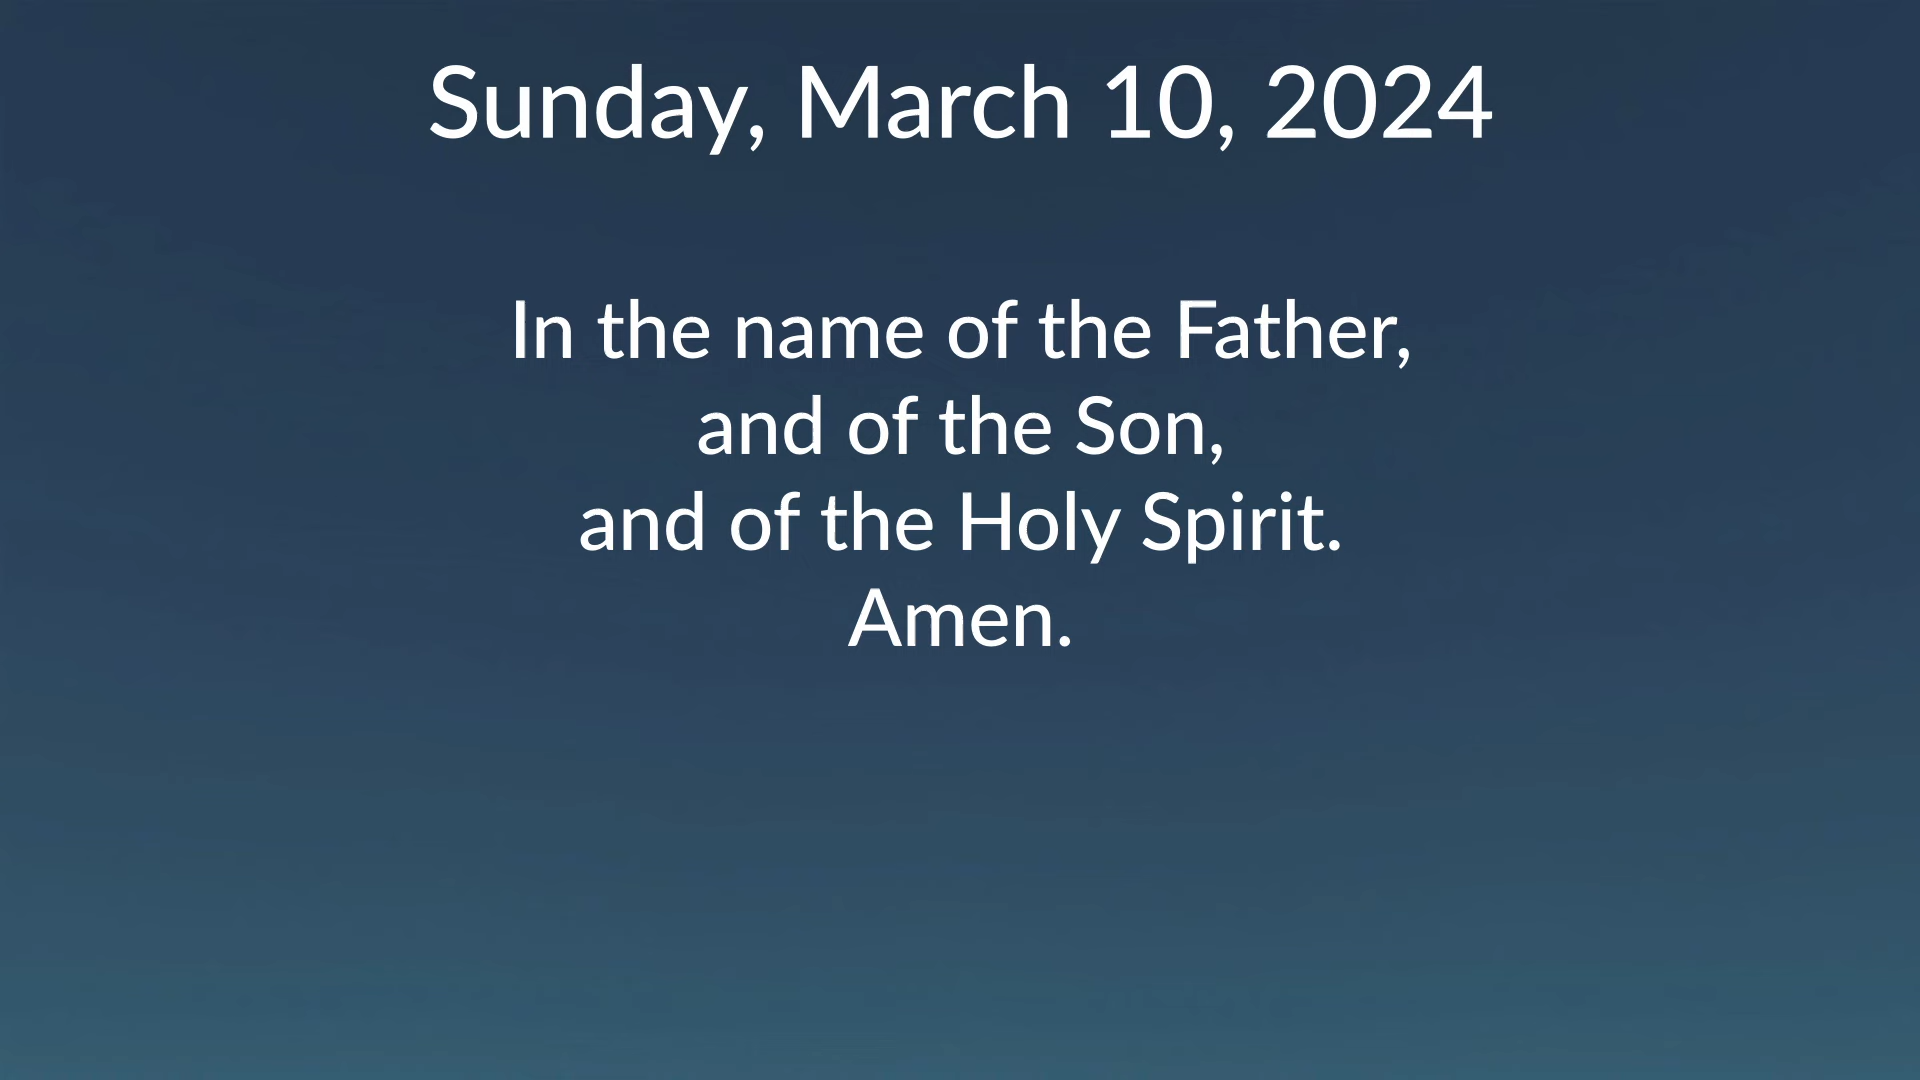 Sunday, March 10, 2024
In the name of the Father,
and of the Son,
and of the Holy Spirit.
Amen.